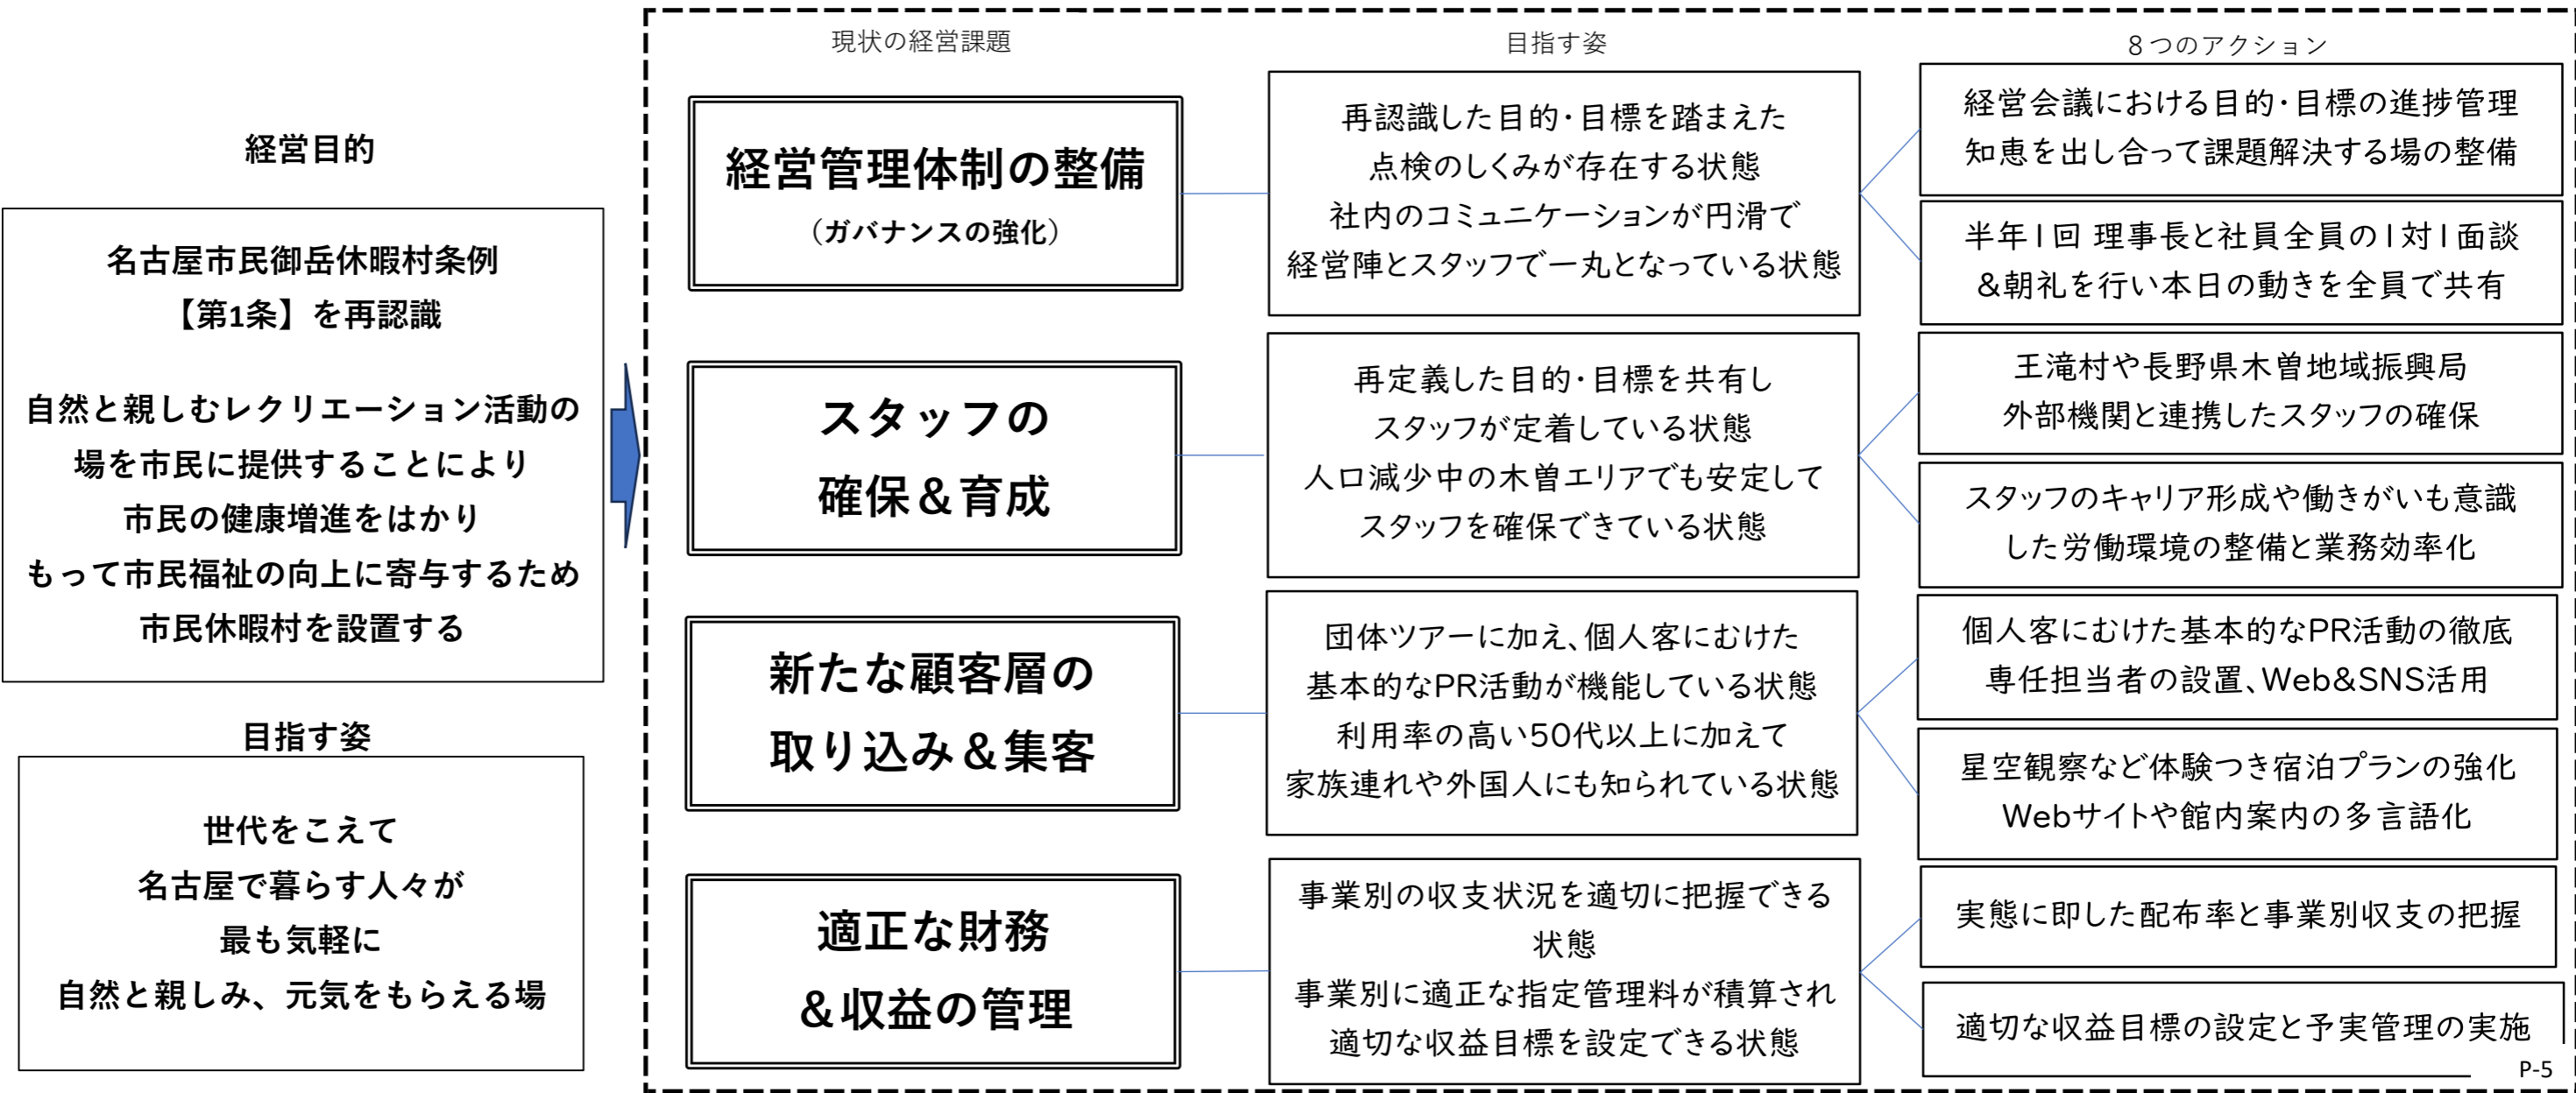 経営目的
名古屋市民御岳休暇村条例
【第1条】を再認識
自然と親しむレクリエーション活動の
場を市民に提供することにより
市民の健康増進をはかり
もって市民福祉の向上に寄与するため
市民休暇村を設置する
目指す姿
世代をこえて
名古屋で暮らす人々が
最も気軽に
自然と親しみ、元気をもらえる場
現状の経営課題
目指す姿
８つのアクション
経営管理体制の整備
（ガバナンスの強化）
再認識した目的・目標を踏まえた
点検のしくみが存在する状態
社内のコミュニケーションが円滑で
経営陣とスタッフで一丸となっている状態
経営会議における目的・目標の進捗管理
知恵を出し合って課題解決する場の整備
半年1回 理事長と社員全員の1対1面談
&朝礼を行い本日の動きを全員で共有
スタッフの
確保＆育成
再定義した目的・目標を共有し
スタッフが定着している状態
人口減少中の木曽エリアでも安定して
スタッフを確保できている状態
王滝村や長野県木曽地域振興局
外部機関と連携したスタッフの確保
スタッフのキャリア形成や働きがいも意識
した労働環境の整備と業務効率化
新たな顧客層の
取り込み＆集客
団体ツアーに加え、個人客にむけた
基本的なPR活動が機能している状態
利用率の高い50代以上に加えて
家族連れや外国人にも知られている状態
個人客にむけた基本的なPR活動の徹底
専任担当者の設置、Web&SNS活用
星空観察など体験つき宿泊プランの強化
Webサイトや館内案内の多言語化
適正な財務
＆収益の管理
事業別の収支状況を適切に把握できる
状態
事業別に適正な指定管理料が積算され
適切な収益目標を設定できる状態
実態に即した配布率と事業別収支の把握
適切な収益目標の設定と予実管理の実施
P-5